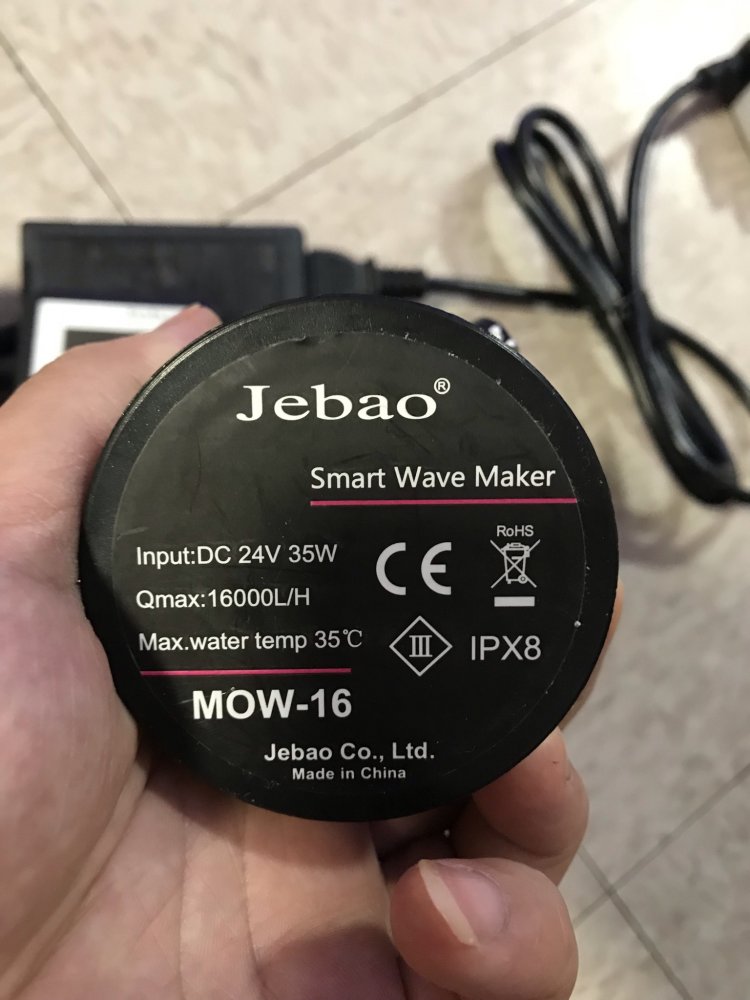 Jebao®
Smart Wave Maker
Input:DC 24V 35W
Qmax:16000L/H
Max.water temp 35℃
CE
RoHS
III
IPX8
MOW-16
Jebao Co., Ltd.
Made in China